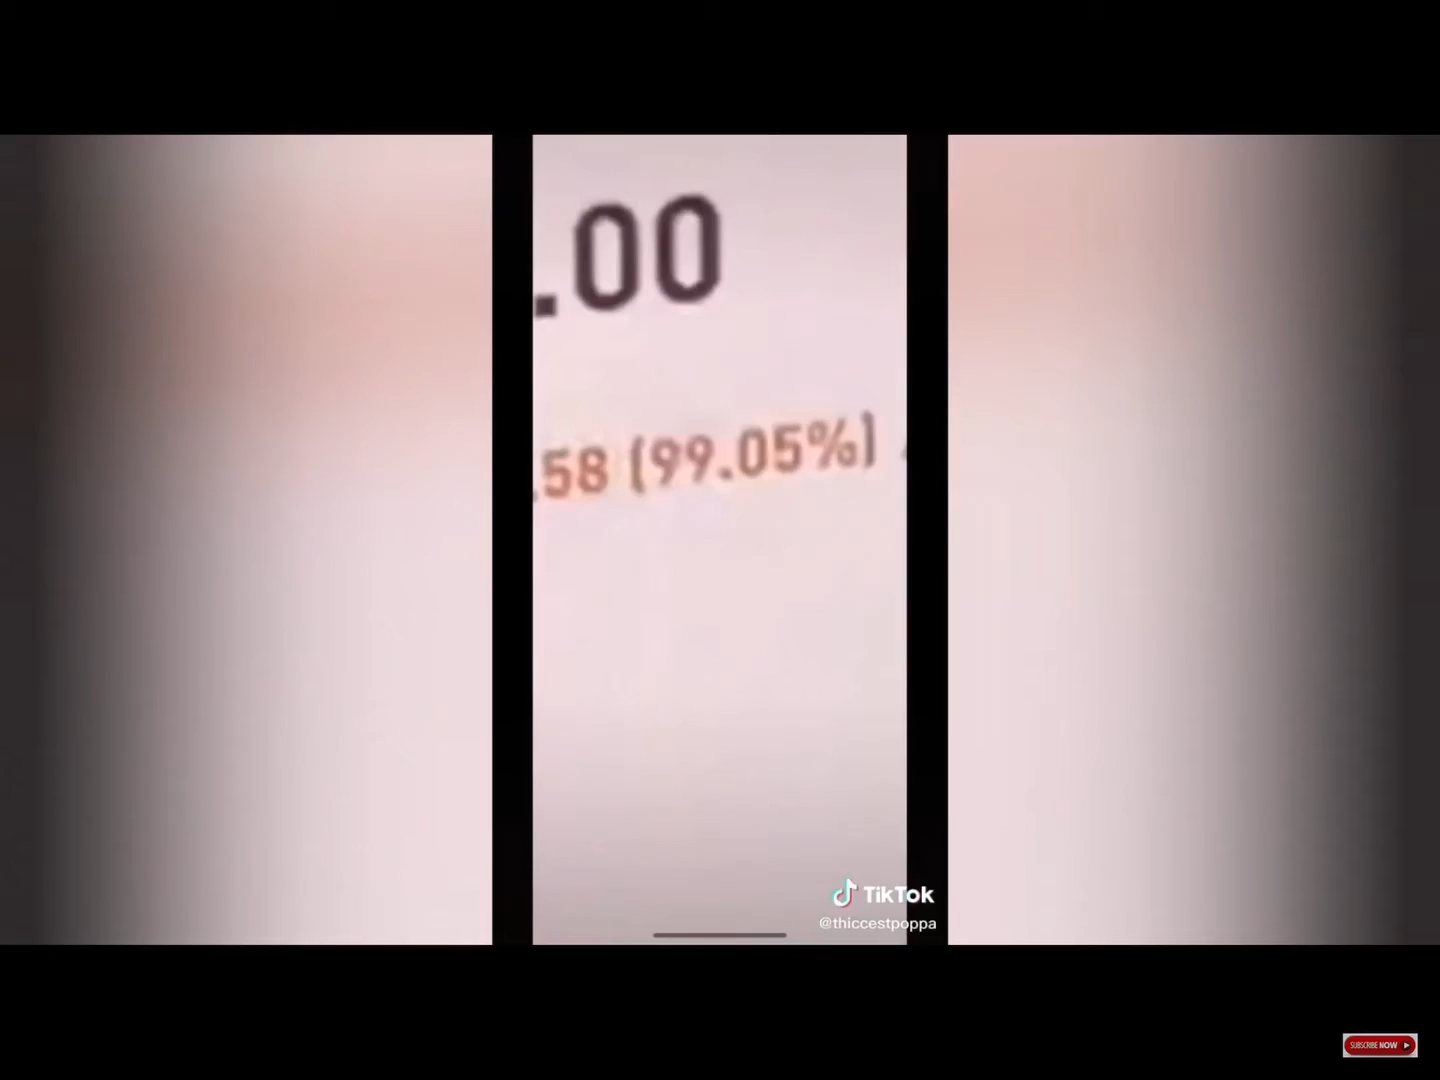 .00
.58 (99.05%)
TikTok
@thiccestpoppa
SUBSCRIBE NOW